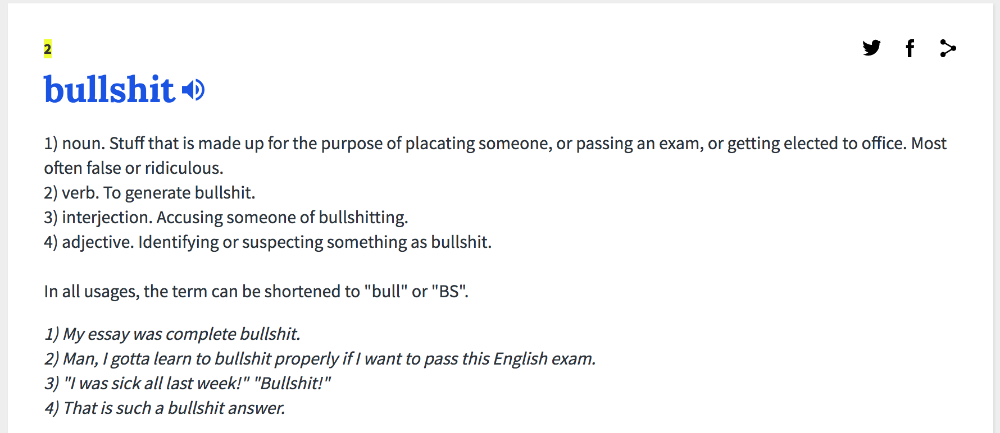 2
bullshit
1) noun. Stuff that is made up for the purpose of placating someone, or passing an exam, or getting elected to office. Most
often false or ridiculous.
2) verb. To generate bullshit.
3) interjection. Accusing someone of bullshitting.
4) adjective. Identifying or suspecting something as bullshit.
In all usages, the term can be shortened to "bull" or "BS".
1) My essay was complete bullshit.
2) Man, I gotta learn to bullshit properly if I want to pass this English exam.
3) "I was sick all last week!" "Bullshit!"
4) That is such a bullshit answer.